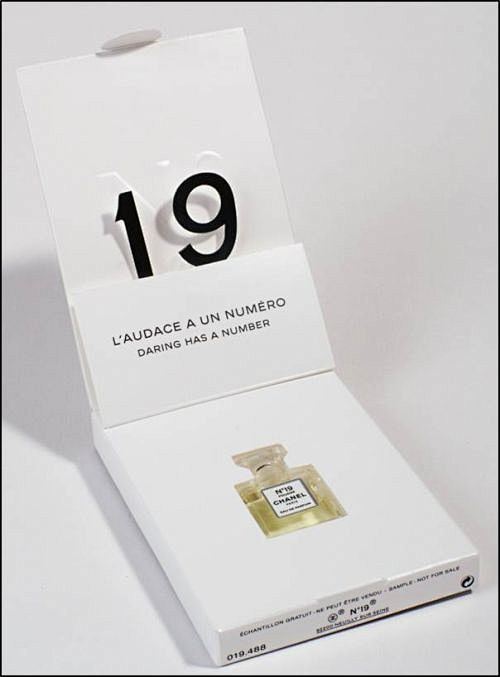 N°
19
L'AUDACE A UN NUMÉRO
DARING HAS A NUMBER
N°19
CHANEL
PARIS
EAU DE PARFUM
ÉCHANTILLON GRATUIT - NE PEUT ÊTRE VENDU - SAMPLE: NOT FOR SALE
® N°19®
92200 NEUILLY SUR SEINE
019.488